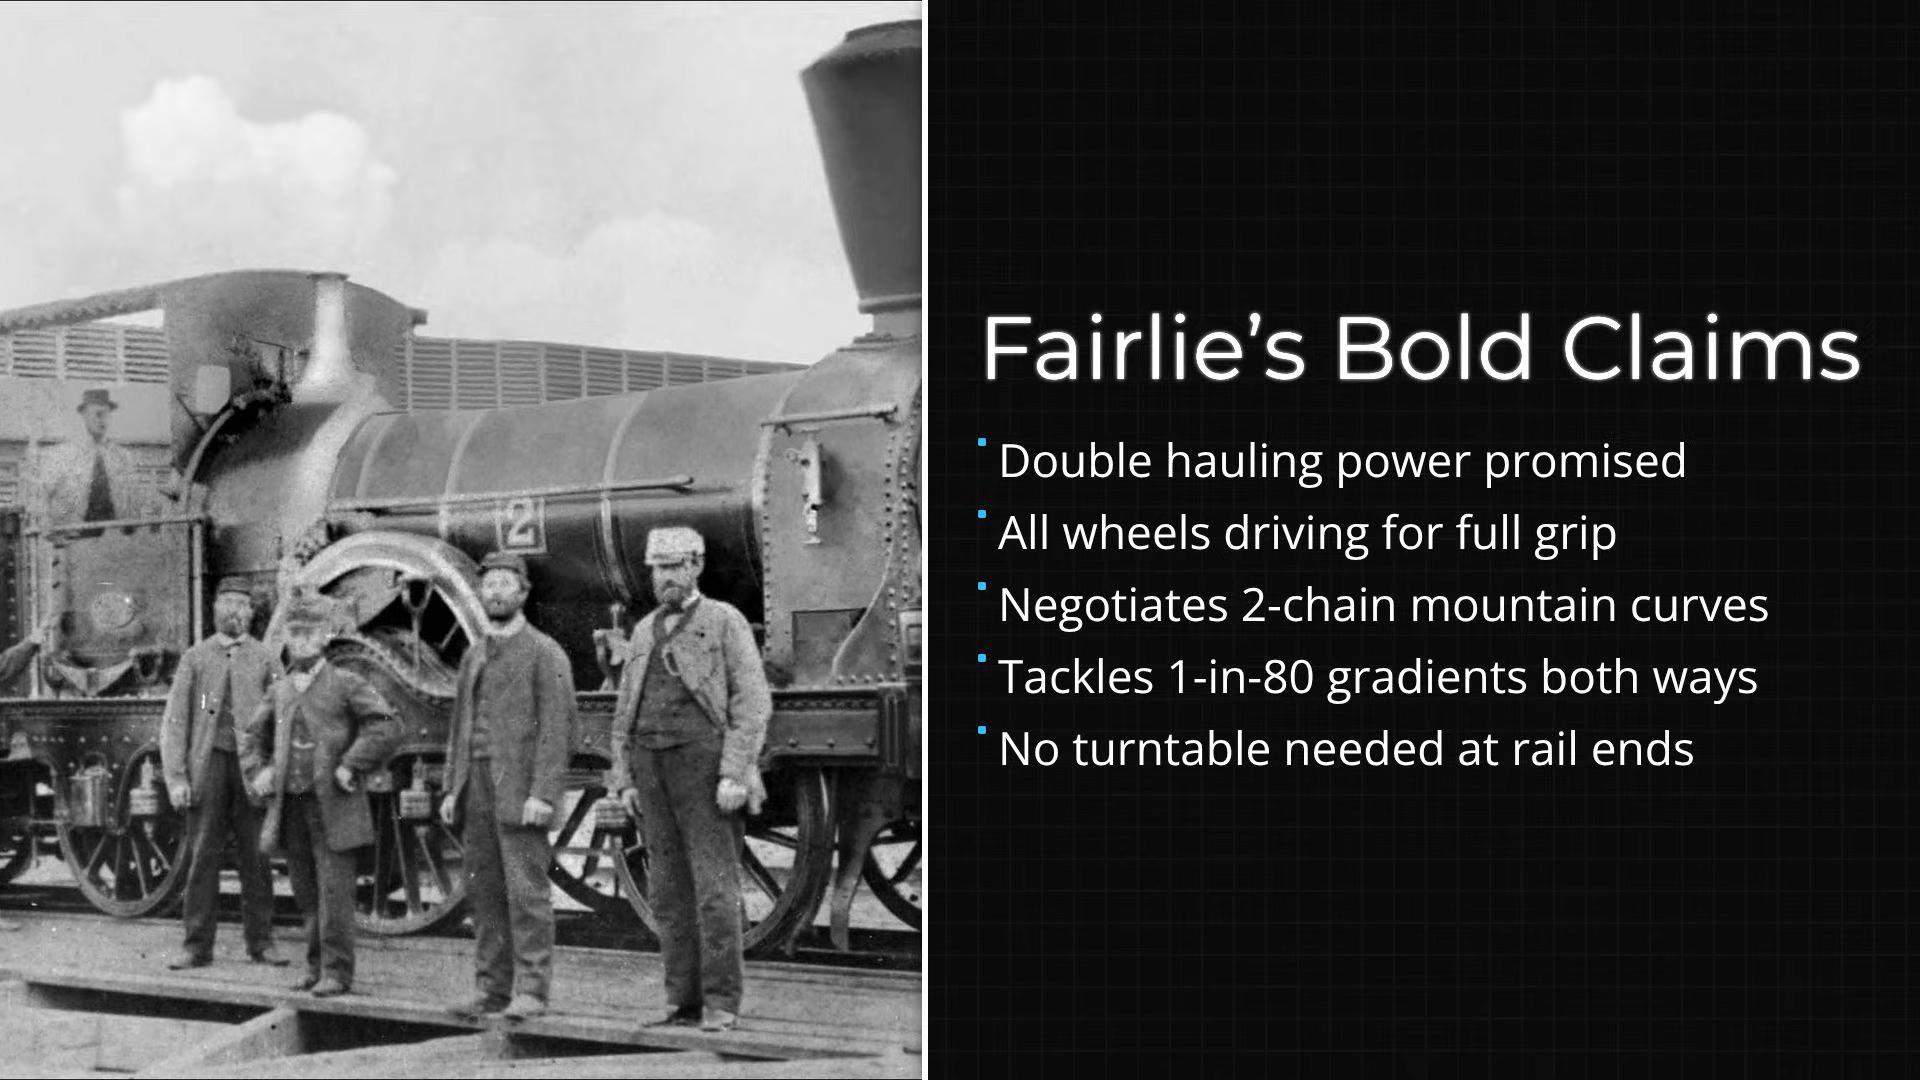 2
Fairlie’s Bold Claims
Double hauling power promised
All wheels driving for full grip
Negotiates 2-chain mountain curves
Tackles 1-in-80 gradients both ways
No turntable needed at rail ends